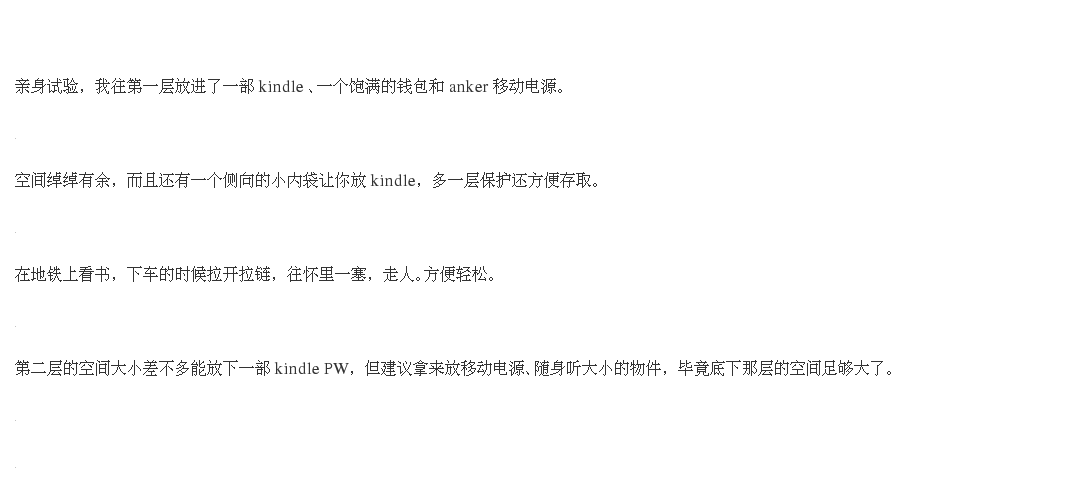 亲身试验，我往第一层放进了一部 kindle 、一个饱满的钱包和 anker 移动电源。
空间绰绰有余，而且还有一个侧向的小内袋让你放 kindle，多一层保护还方便存取。
在地铁上看书，下车的时候拉开拉链，往怀里一塞，走人。方便轻松。
第二层的空间大小差不多能放下一部 kindle PW，但建议拿来放移动电源、随身听大小的物件，毕竟底下那层的空间足够大了。